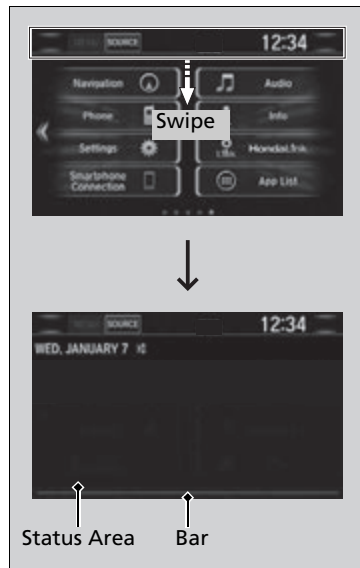 MENU SOURCE 12:34
Navigation Audio
Phone Info
Swipe
Settings HondaLink
Smartphone
Connection App List
SOURCE 12:34
WED, JANUARY 7
Status Area Bar